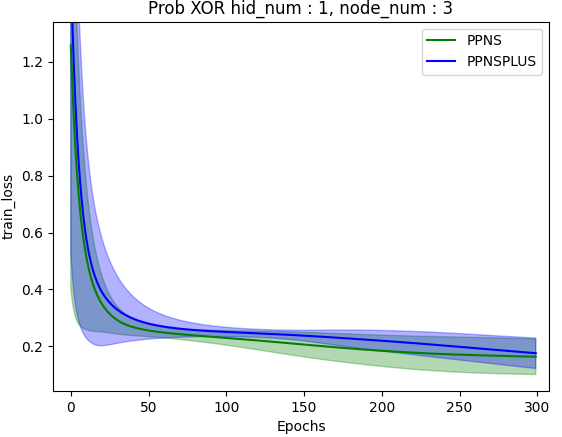 Prob XOR hid_num : 1, node_num : 3
PPNS
PPNSPLUS
train_loss
1.2
1.0
0.8
0.6
0.4
0.2
0 50 100 150 200 250 300
Epochs